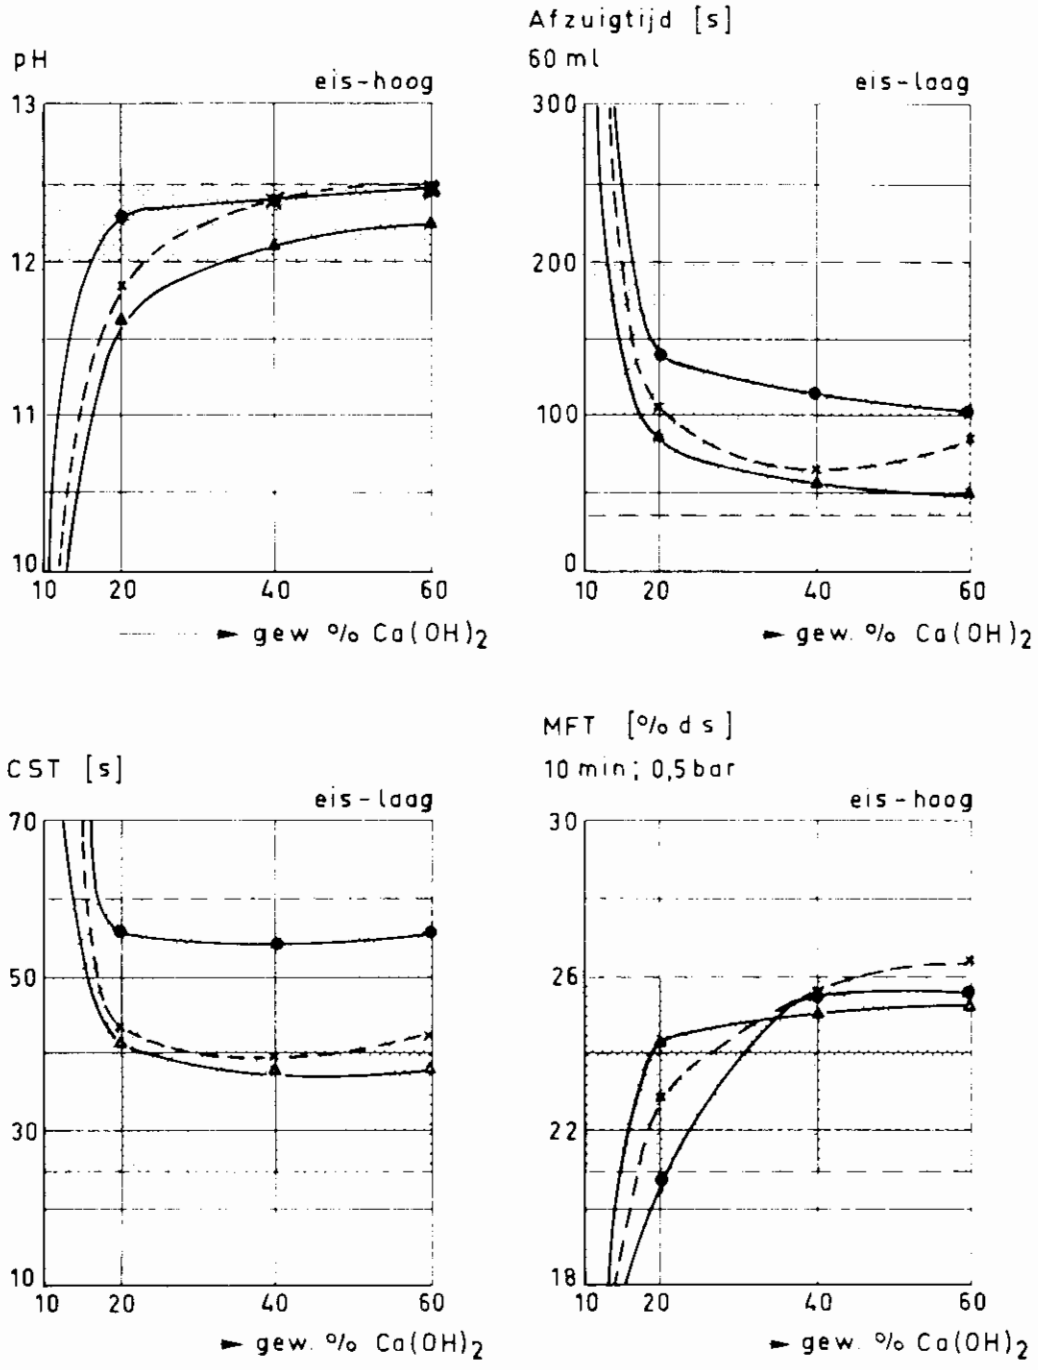 pH
eis-hoog
13
12
11
10
10 20 40 60
gew % Ca(OH)2
Afzuigtijd [s]
60 ml
eis-laag
300
200
100
0
10 20 40 60
gew. % Ca(OH)2
CST [s]
eis-laag
70
50
30
10
10 20 40 60
gew. % Ca(OH)2
MFT [% d s]
10 min; 0,5 bar
eis-hoog
30
26
22
18
10 20 40 60
gew. % Ca(OH)2